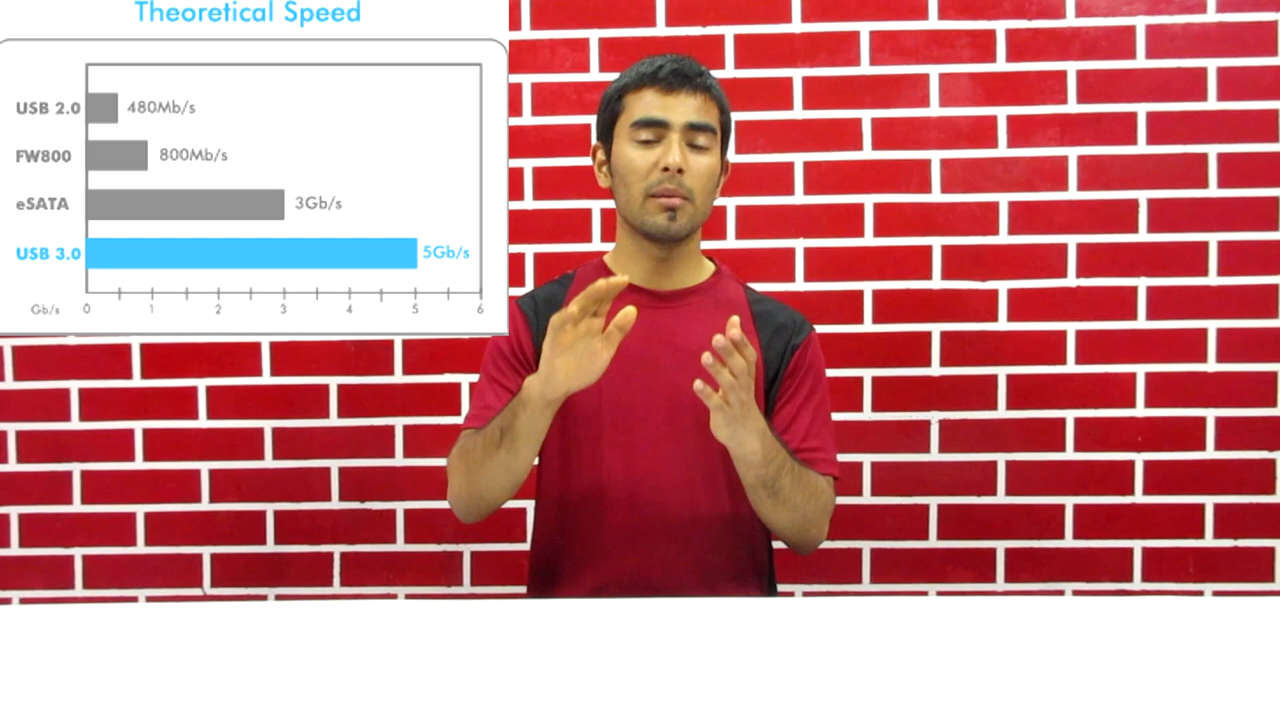 Theoretical Speed
USB 2.0 480Mb/s
FW800 800Mb/s
eSATA 3Gb/s
USB 3.0 5Gb/s
Gb/s 0 1 2 3 4 5 6